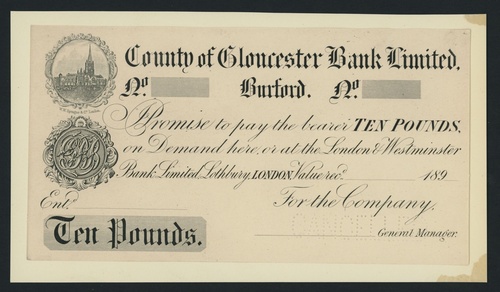 County of Gloucester Bank Limited.
No. Burford. No.
I Promise to pay the bearer TEN POUNDS,
on Demand here, or at the London & Westminster
Bank Limited, Lothbury, LONDON. Value recd. 189
Entd. For the Company,
Ten Pounds.
General Manager.